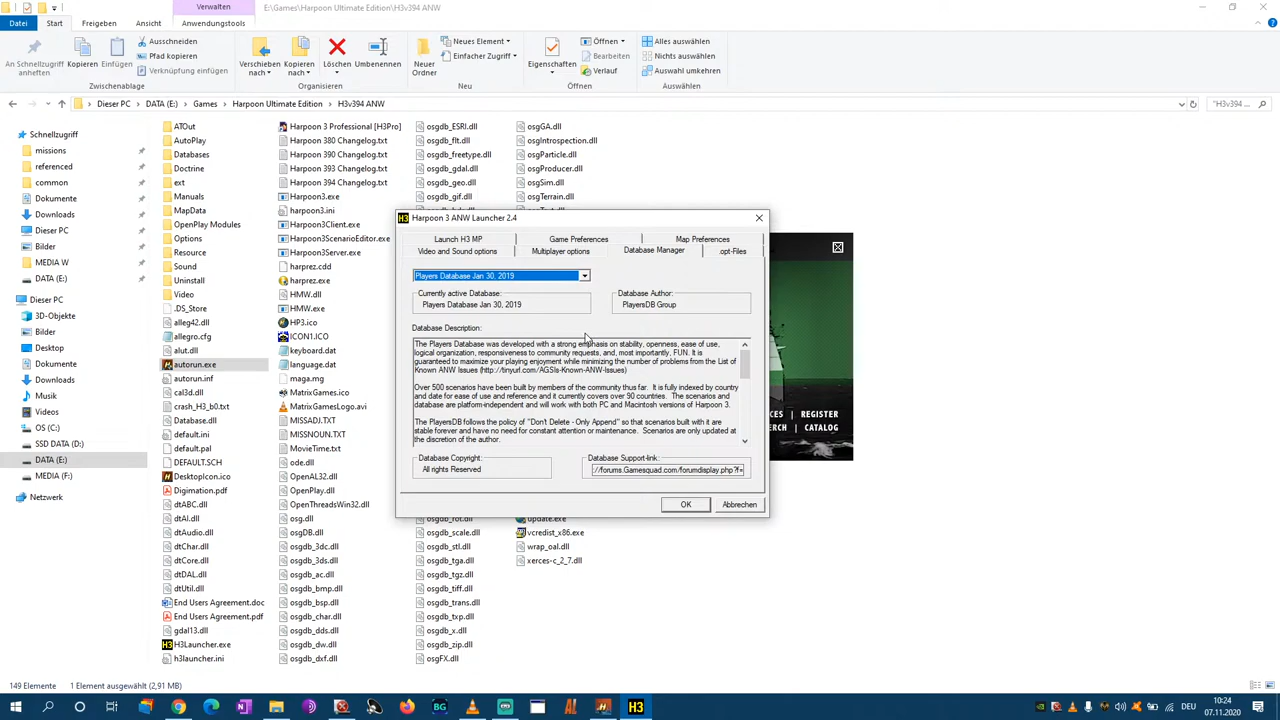 Verwalten
E:\Games\Harpoon Ultimate Edition\H3v394 ANW
Datei
Start
Freigeben
Ansicht
Anwendungstools
An Schnellzugriff
anheften
Kopieren
Einfügen
Ausschneiden
Pfad kopieren
Verknüpfung einfügen
Zwischenablage
Verschieben
nach
Kopieren
nach
Löschen
Umbenennen
Organisieren
Neuer
Ordner
Neues Element
Einfacher Zugriff
Neu
Eigenschaften
Öffnen
Bearbeiten
Verlauf
Öffnen
Alles auswählen
Nichts auswählen
Auswahl umkehren
Auswählen
Dieser PC
DATA (E:)
Games
Harpoon Ultimate Edition
H3v394 ANW
"H3v394 ...
Schnellzugriff
missions
referenced
common
Dokumente
Downloads
Dieser PC
Bilder
MEDIA W
DATA (E:)
Dieser PC
3D-Objekte
Bilder
Desktop
Dokumente
Downloads
Musik
Videos
OS (C:)
SSD DATA (D:)
DATA (E:)
MEDIA (F:)
Netzwerk
ATOut
AutoPlay
Databases
Doctrine
ext
Manuals
MapData
OpenPlay Modules
Options
Resource
Sound
Uninstall
Video
.DS_Store
alleg42.dll
allegro.cfg
alut.dll
autorun.exe
autorun.inf
cal3d.dll
crash_H3_b0.txt
Database.dll
default.ini
default.pal
DEFAULT.SCH
DesktopIcon.ico
Digimation.pdf
dtABC.dll
dtAI.dll
dtAudio.dll
dtChar.dll
dtCore.dll
dtDAL.dll
dtUtil.dll
End Users Agreement.doc
End Users Agreement.pdf
gdal13.dll
H3Launcher.exe
h3launcher.ini
Harpoon 3 Professional [H3Pro]
Harpoon 380 Changelog.txt
Harpoon 390 Changelog.txt
Harpoon 393 Changelog.txt
Harpoon 394 Changelog.txt
Harpoon3.exe
harpoon3.ini
Harpoon3Client.exe
Harpoon3ScenarioEditor.exe
Harpoon3Server.exe
harprez.cdd
harprez.exe
HMW.dll
HMW.exe
HP3.ico
ICON1.ICO
keyboard.dat
language.dat
maga.mg
MatrixGames.ico
MatrixGamesLogo.avi
MISSADJ.TXT
MISSNOUN.TXT
MovieTime.txt
ode.dll
OpenAL32.dll
OpenPlay.dll
OpenThreadsWin32.dll
osg.dll
osgDB.dll
osgdb_3dc.dll
osgdb_3ds.dll
osgdb_ac.dll
osgdb_bmp.dll
osgdb_bsp.dll
osgdb_char.dll
osgdb_dds.dll
osgdb_dw.dll
osgdb_dxf.dll
osgdb_ESRI.dll
osgdb_flt.dll
osgdb_freetype.dll
osgdb_gdal.dll
osgdb_geo.dll
osgdb_gif.dll
osgdb_rot.dll
osgdb_scale.dll
osgdb_stl.dll
osgdb_tga.dll
osgdb_tgz.dll
osgdb_tiff.dll
osgdb_trans.dll
osgdb_txp.dll
osgdb_x.dll
osgdb_zip.dll
osgFX.dll
osgGA.dll
osgIntrospection.dll
osgParticle.dll
osgProducer.dll
osgSim.dll
osgTerrain.dll
update.exe
vcredist_x86.exe
wrap_oal.dll
xerces-c_2_7.dll
H3
Harpoon 3 ANW Launcher 2.4
Launch H3 MP
Game Preferences
Map Preferences
Video and Sound options
Multiplayer options
Database Manager
.opt-Files
Players Database Jan 30, 2019
Currently active Database:
Players Database Jan 30, 2019
Database Author:
PlayersDB Group
Database Description:
The Players Database was developed with a strong emphasis on stability, openness, ease of use,
logical organization, responsiveness to community requests, and, most importantly, FUN. It is
guaranteed to maximize your playing enjoyment while minimizing the number of problems from the List of
Known ANW Issues (http://tinyurl.com/AGSIs-Known-ANW-Issues)
Over 500 scenarios have been built by members of the community thus far. It is fully indexed by country
and date for ease of use and reference and it currently covers over 90 countries. The scenarios and
database are platform-independent and will work with both PC and Macintosh versions of Harpoon 3.
The PlayersDB follows the policy of "Don't Delete - Only Append" so that scenarios built with it are
stable forever and have no need for constant attention or maintenance. Scenarios are only updated at
the discretion of the author.
Database Copyright:
All rights Reserved
Database Support-link:
://forums.Gamesquad.com/forumdisplay.php?f=
OK
Abbrechen
CES | REGISTER
RCH | CATALOG
149 Elemente
1 Element ausgewählt (2,91 MB)
BG
H3
DEU
10:24
07.11.2020